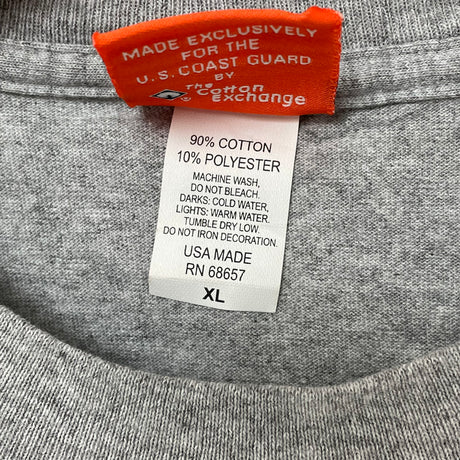 MADE EXCLUSIVELY
FOR THE
U.S. COAST GUARD
BY
The
Cotton
Exchange
90% COTTON
10% POLYESTER
MACHINE WASH,
DO NOT BLEACH.
DARKS: COLD WATER,
LIGHTS: WARM WATER.
TUMBLE DRY LOW.
DO NOT IRON DECORATION.
USA MADE
RN 68657
XL